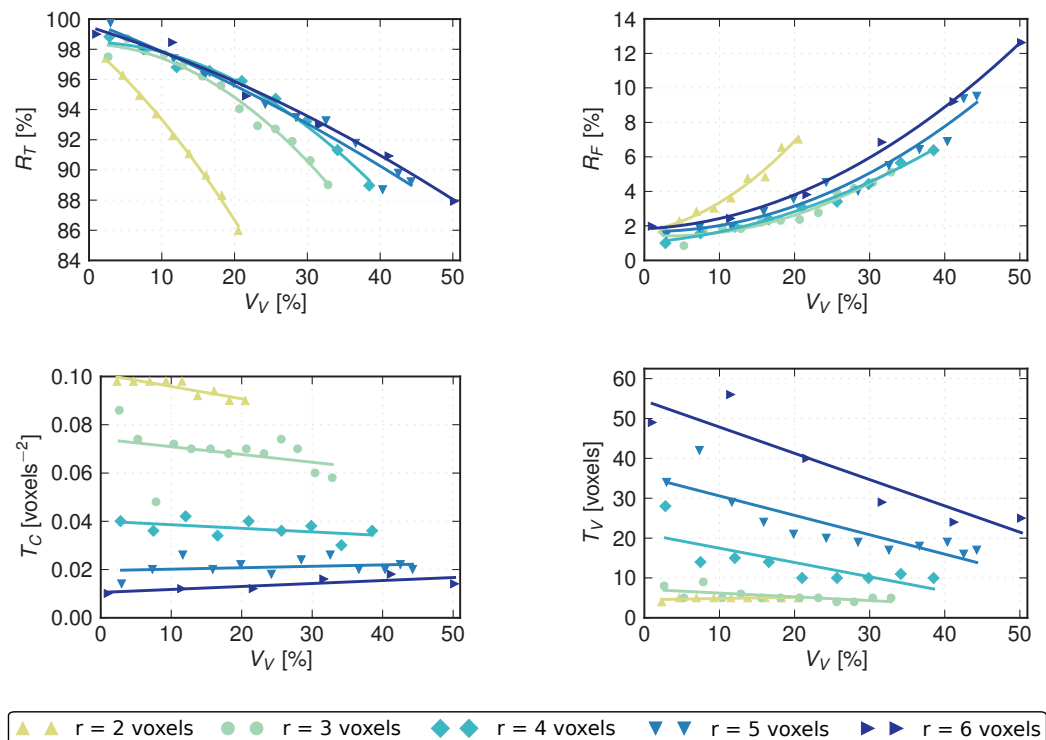 100
98
96
94
92
90
88
86
84
R_T [%]
0 10 20 30 40 50
V_V [%]
14
12
10
8
6
4
2
0
R_F [%]
0 10 20 30 40 50
V_V [%]
0.10
0.08
0.06
0.04
0.02
0.00
T_C [voxels⁻²]
0 10 20 30 40 50
V_V [%]
60
50
40
30
20
10
0
T_V [voxels]
0 10 20 30 40 50
V_V [%]
r = 2 voxels r = 3 voxels r = 4 voxels r = 5 voxels r = 6 voxels